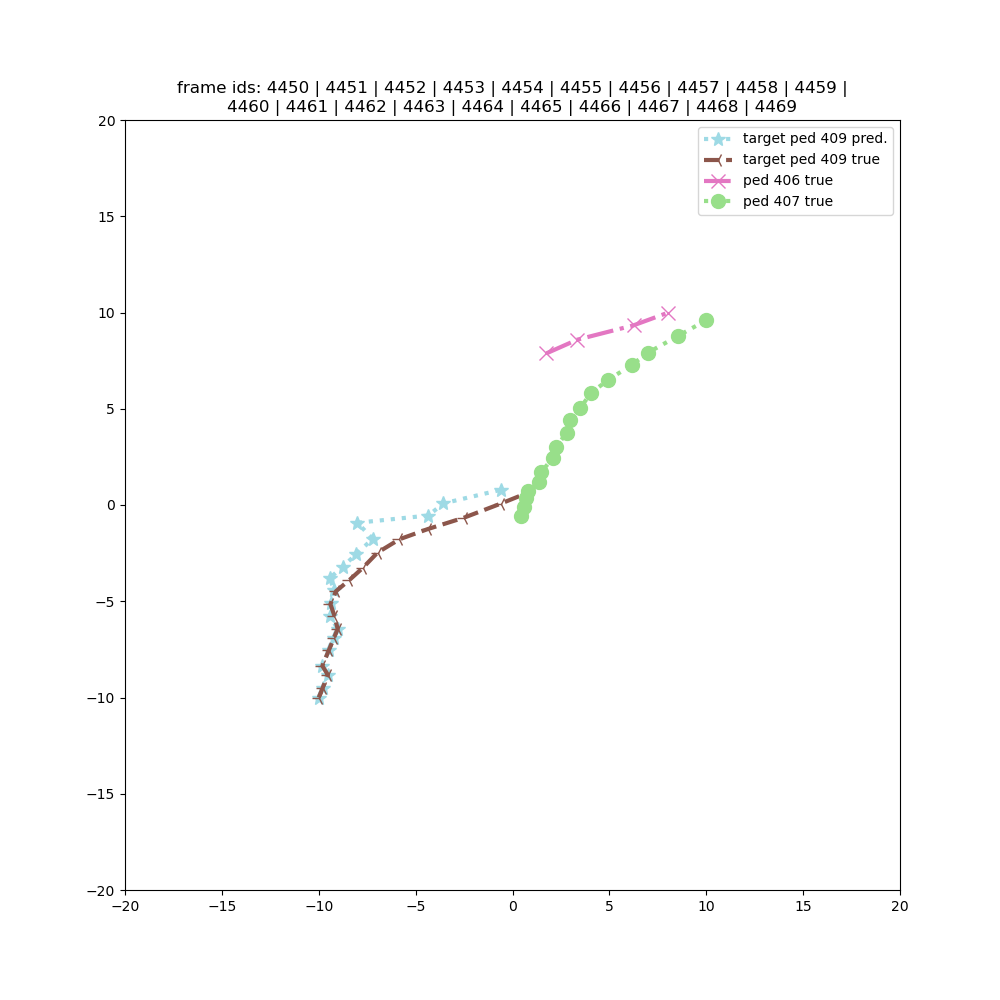 frame ids: 4450 | 4451 | 4452 | 4453 | 4454 | 4455 | 4456 | 4457 | 4458 | 4459 |
4460 | 4461 | 4462 | 4463 | 4464 | 4465 | 4466 | 4467 | 4468 | 4469
target ped 409 pred.
target ped 409 true
ped 406 true
ped 407 true
20
15
10
5
0
−5
−10
−15
−20
−20 −15 −10 −5 0 5 10 15 20